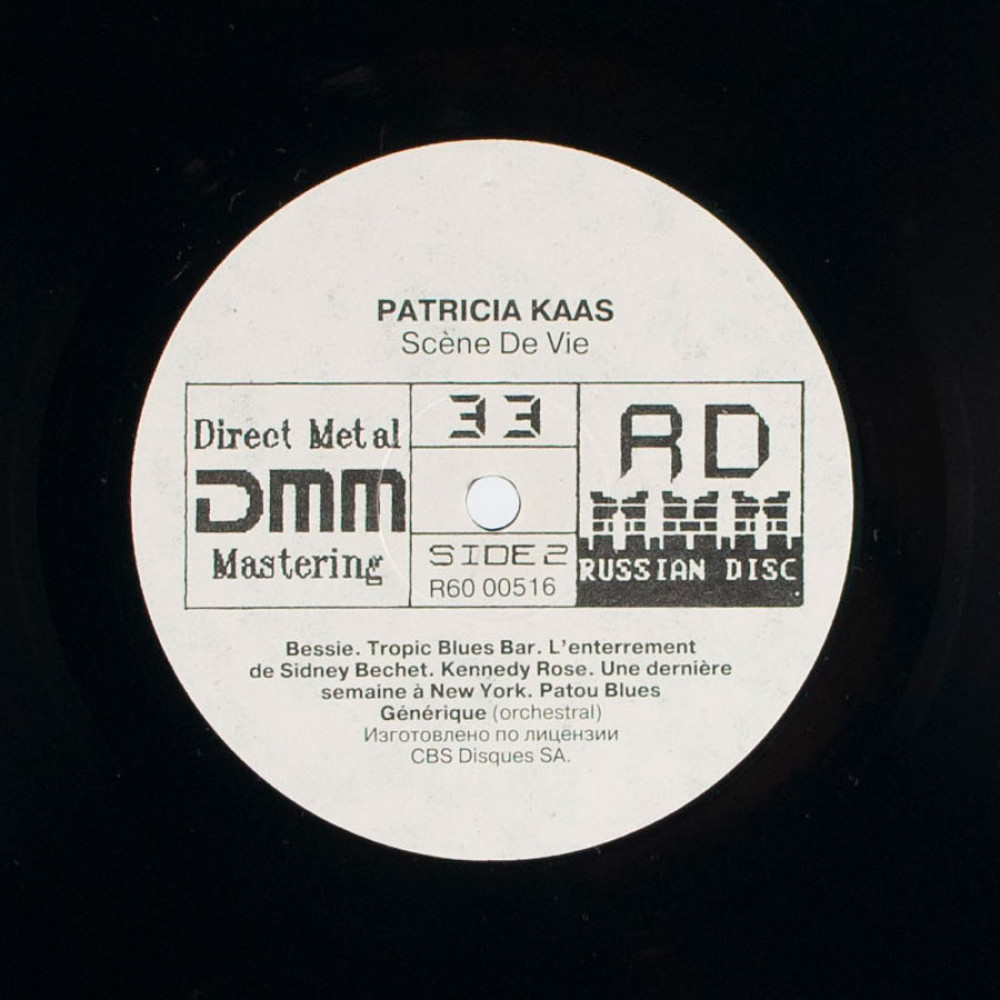 PATRICIA KAAS
Scène De Vie
Direct Metal
DMM
Mastering
33
SIDE 2
R60 00516
RD
RUSSIAN DISC
Bessie. Tropic Blues Bar. L'enterrement
de Sidney Bechet. Kennedy Rose. Une dernière
semaine à New York. Patou Blues
Générique (orchestral)
Изготовлено по лицензии
CBS Disques SA.